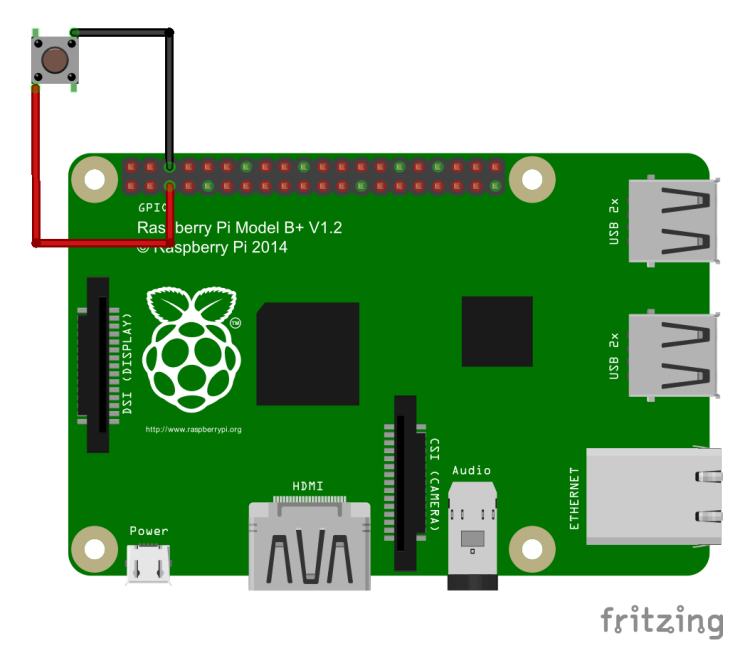 GPIO
Raspberry Pi Model B+ V1.2
© Raspberry Pi 2014
USB 2x
DSI (DISPLAY)
TM
USB 2x
http://www.raspberrypi.org
CSI (CAMERA)
Audio
HDMI
ETHERNET
Power
fritzing